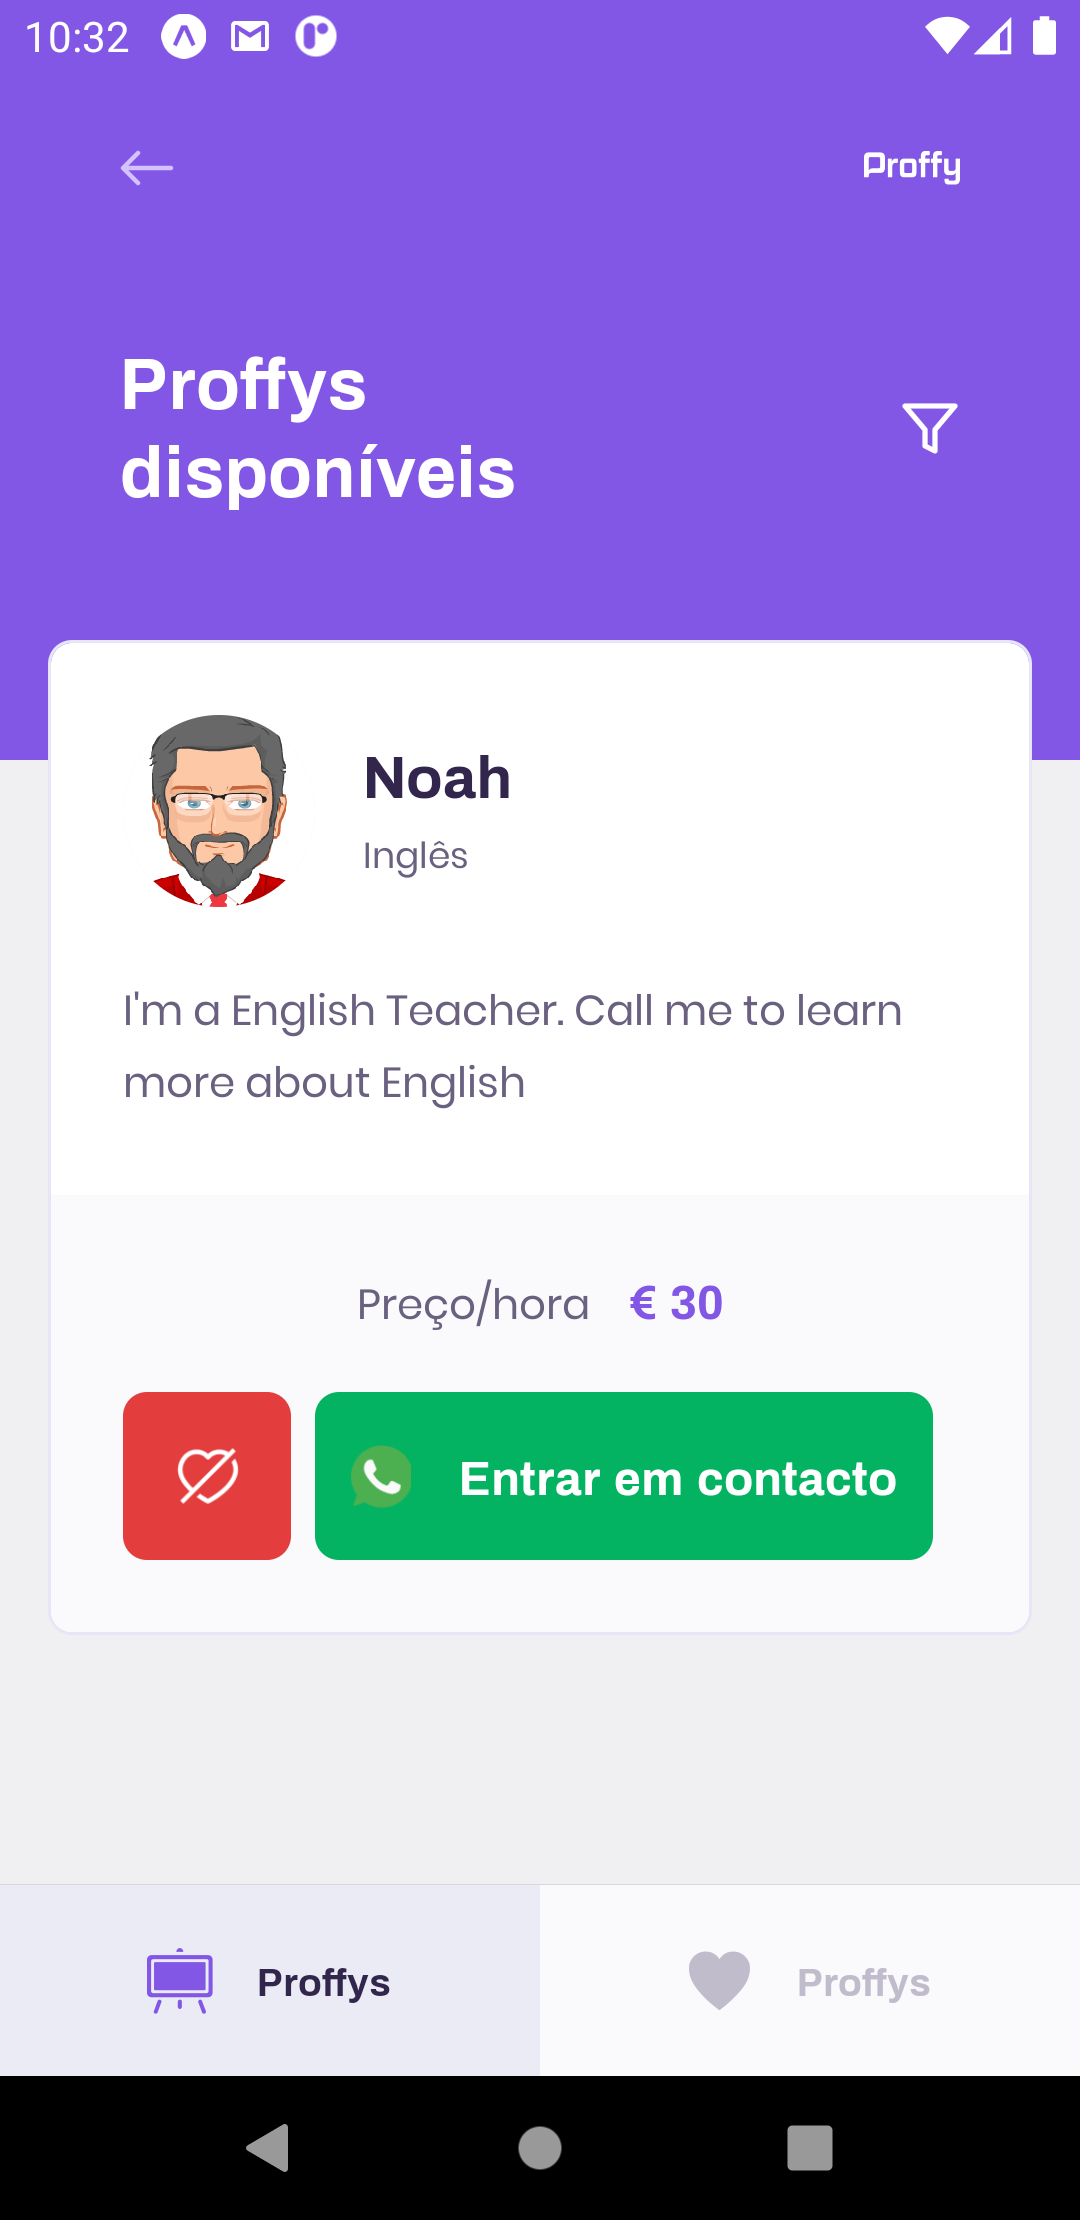 10:32
Proffy
Proffys
disponíveis
Noah
Inglês
I'm a English Teacher. Call me to learn
more about English
Preço/hora € 30
Entrar em contacto
Proffys
Proffys